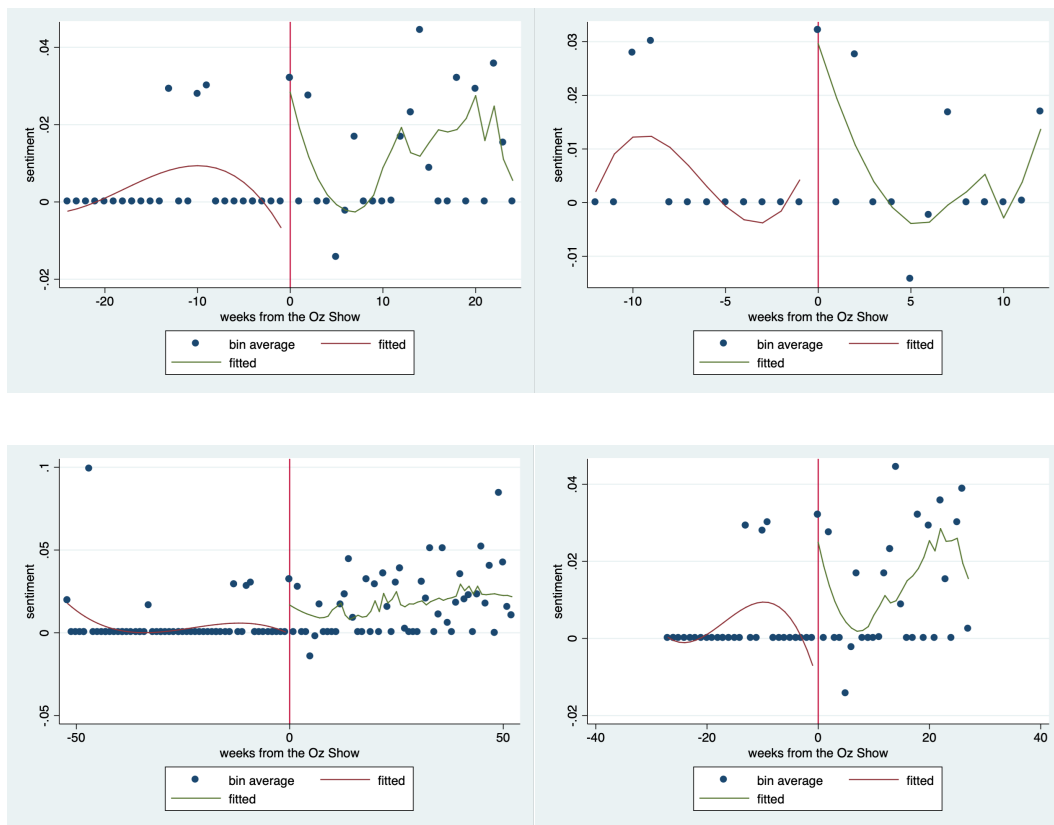 .04
.02
0
-.02
sentiment
-20 -10 0 10 20
weeks from the Oz Show
bin average fitted
fitted
.03
.02
.01
0
-.01
sentiment
-10 -5 0 5 10
weeks from the Oz Show
bin average fitted
fitted
.1
.05
0
-.05
sentiment
-50 0 50
weeks from the Oz Show
bin average fitted
fitted
.04
.02
0
-.02
sentiment
-40 -20 0 20 40
weeks from the Oz Show
bin average fitted
fitted